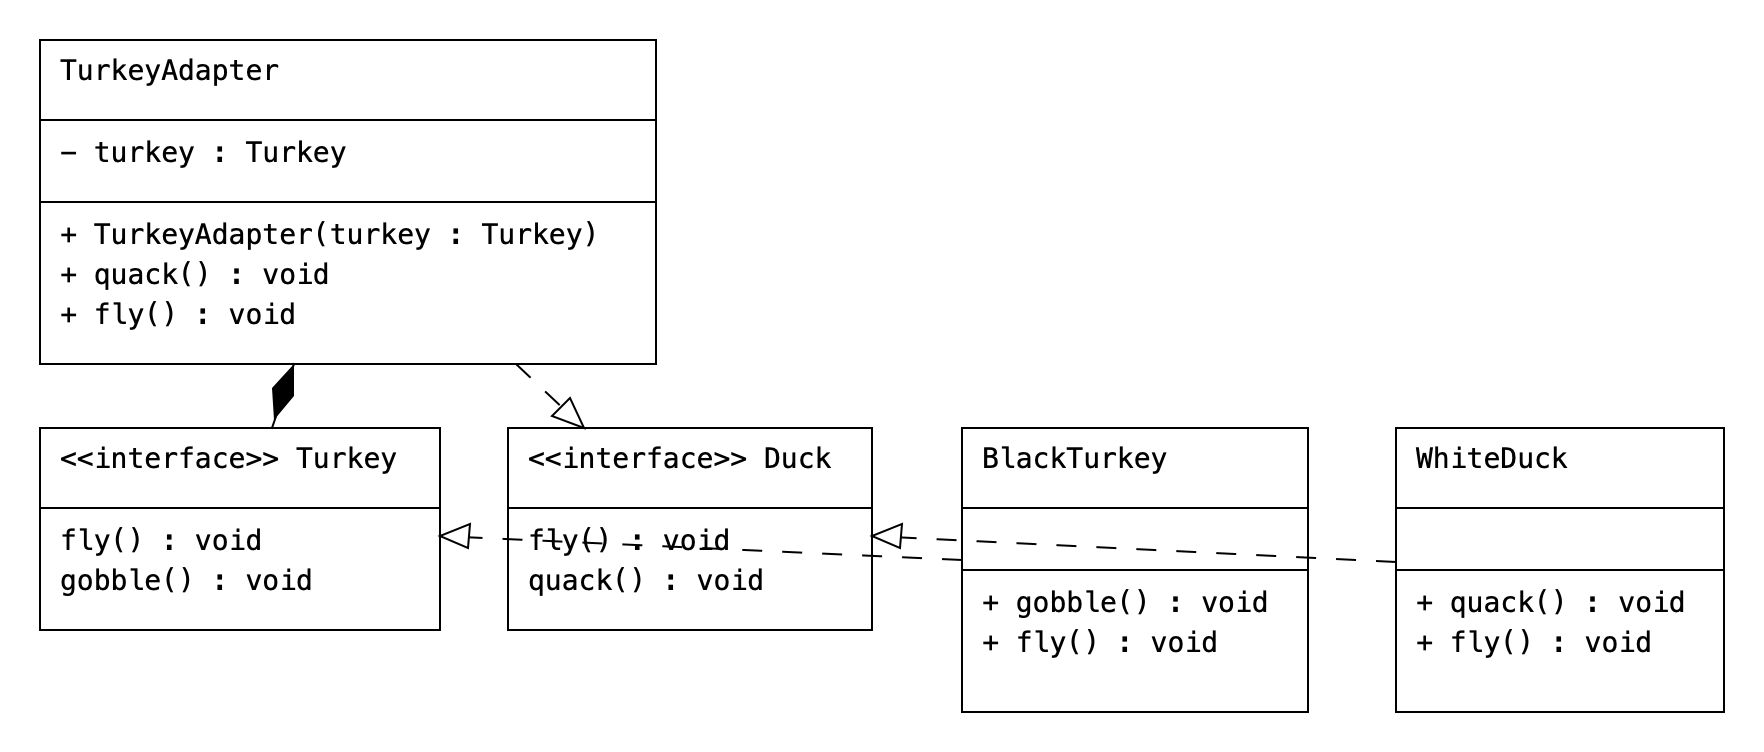 TurkeyAdapter
− turkey : Turkey
+ TurkeyAdapter(turkey : Turkey)
+ quack() : void
+ fly() : void
<<interface>> Turkey
fly() : void
gobble() : void
<<interface>> Duck
fly() : void
quack() : void
BlackTurkey
+ gobble() : void
+ fly() : void
WhiteDuck
+ quack() : void
+ fly() : void